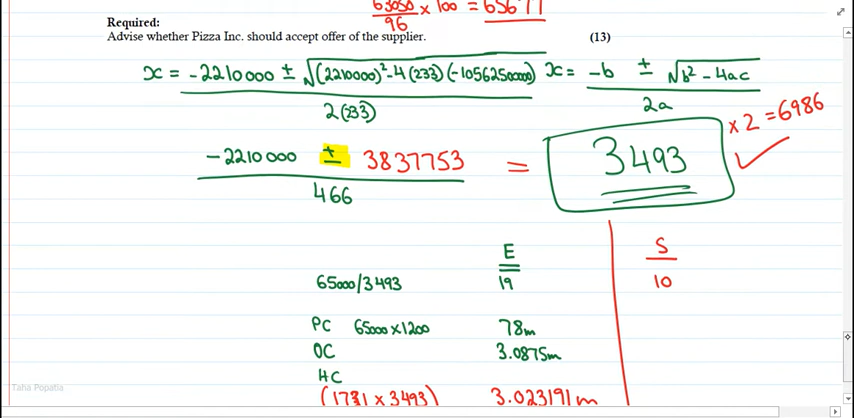 63050 × 100 = 65677
96
Required:
Advise whether Pizza Inc. should accept offer of the supplier. (13)
x = -2210000 ± √(2210000)² - 4(233)(-1056250000) x = -b ± √b² - 4ac
2(233) 2a
-2210000 ± 3837753 = 3493 × 2 = 6986
466
E S
65000/3493 19 10
PC 65000×1200 78m
OC 3.0875m
HC
(1731 × 3493) 3.023191m
Taha Popatia